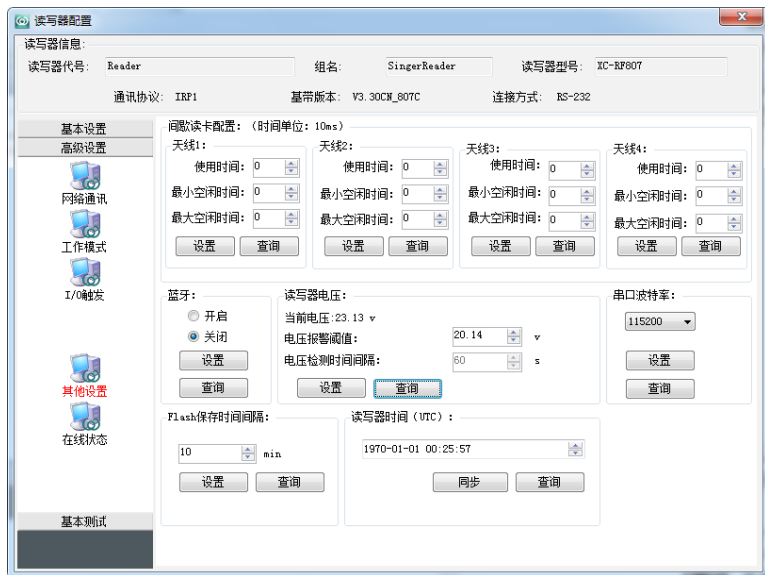 读写器配置
读写器信息:
读写器代号: Reader 组名: SingerReader 读写器型号: XC-RF807
通讯协议: IRP1 基带版本: V3.30CN_807C 连接方式: RS-232
基本设置
高级设置
网络通讯
工作模式
I/O触发
其他设置
在线状态
基本测试
间歇读卡配置: (时间单位: 10ms)
天线1: 天线2: 天线3: 天线4:
使用时间: 0 使用时间: 0 使用时间: 0 使用时间: 0
最小空闲时间: 0 最小空闲时间: 0 最小空闲时间: 0 最小空闲时间: 0
最大空闲时间: 0 最大空闲时间: 0 最大空闲时间: 0 最大空闲时间: 0
设置 查询 设置 查询 设置 查询 设置 查询
蓝牙:
开启
关闭
设置
查询
读写器电压:
当前电压:23.13 v
电压报警阈值: 20.14 v
电压检测时间间隔: 60 s
设置 查询
串口波特率:
115200
设置
查询
Flash保存时间间隔:
10 min
设置 查询
读写器时间 (UTC) :
1970-01-01 00:25:57
同步 查询